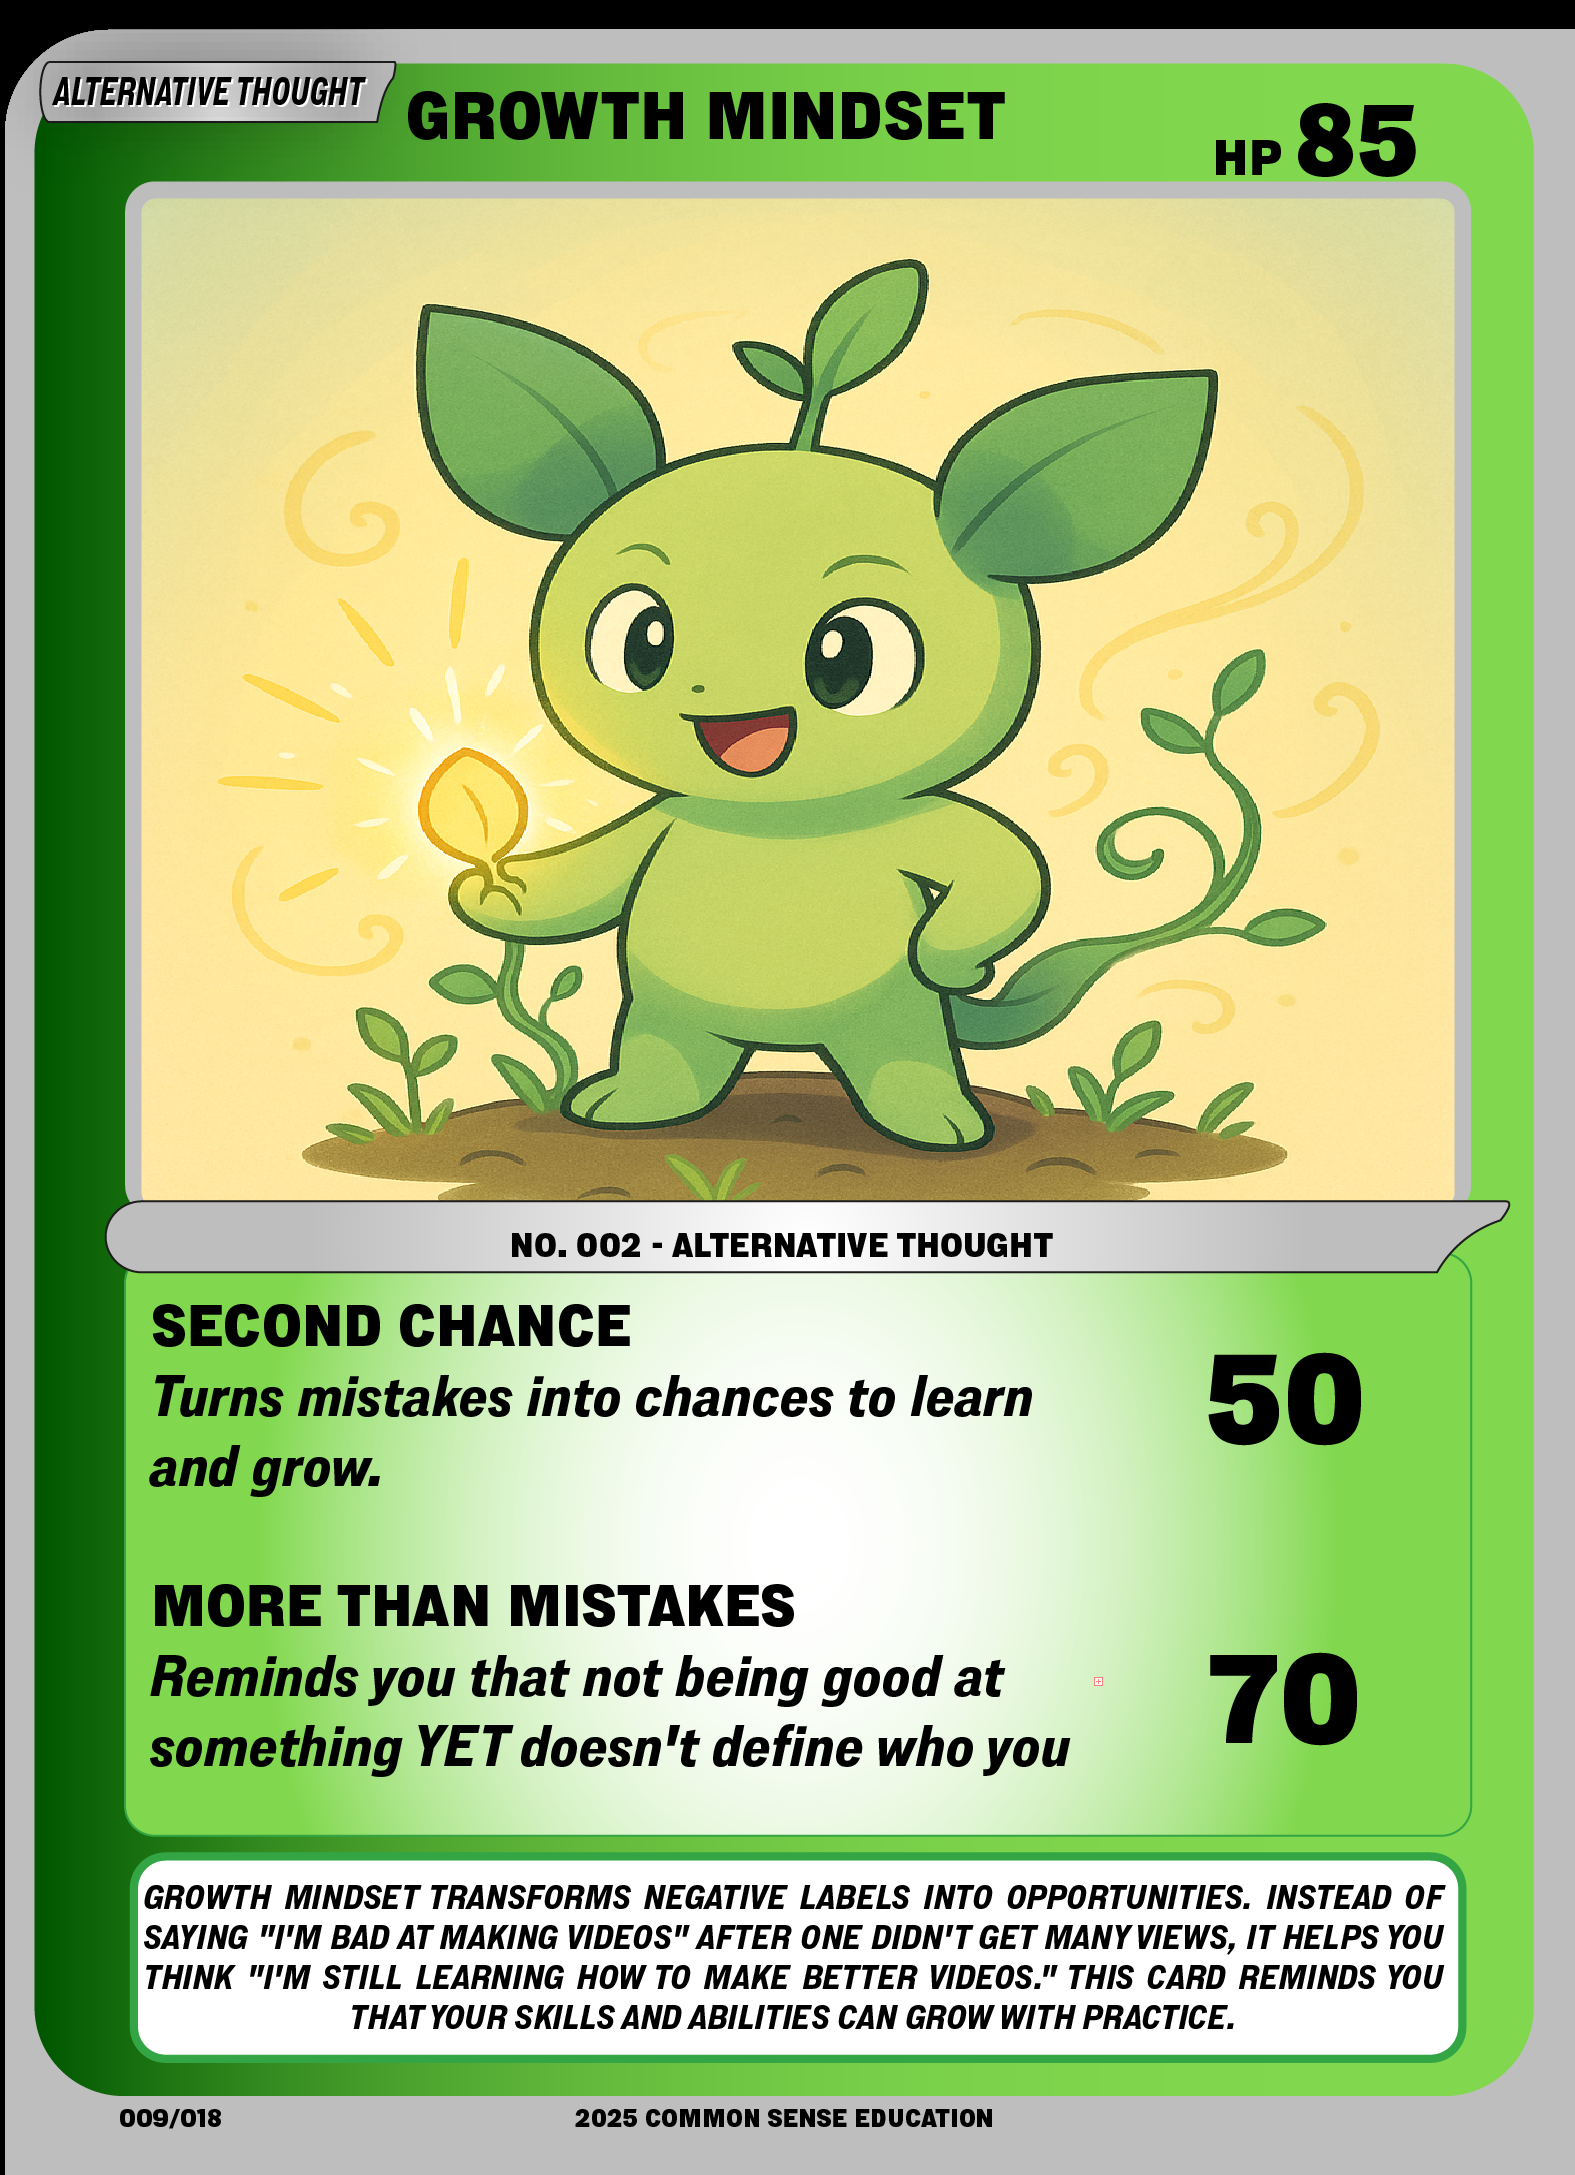 ALTERNATIVE THOUGHT
GROWTH MINDSET
HP 85
NO. 002 - ALTERNATIVE THOUGHT
SECOND CHANCE
Turns mistakes into chances to learn
and grow.
50
MORE THAN MISTAKES
Reminds you that not being good at
something YET doesn't define who you
70
GROWTH MINDSET TRANSFORMS NEGATIVE LABELS INTO OPPORTUNITIES. INSTEAD OF
SAYING "I'M BAD AT MAKING VIDEOS" AFTER ONE DIDN'T GET MANY VIEWS, IT HELPS YOU
THINK "I'M STILL LEARNING HOW TO MAKE BETTER VIDEOS." THIS CARD REMINDS YOU
THAT YOUR SKILLS AND ABILITIES CAN GROW WITH PRACTICE.
009/018
2025 COMMON SENSE EDUCATION